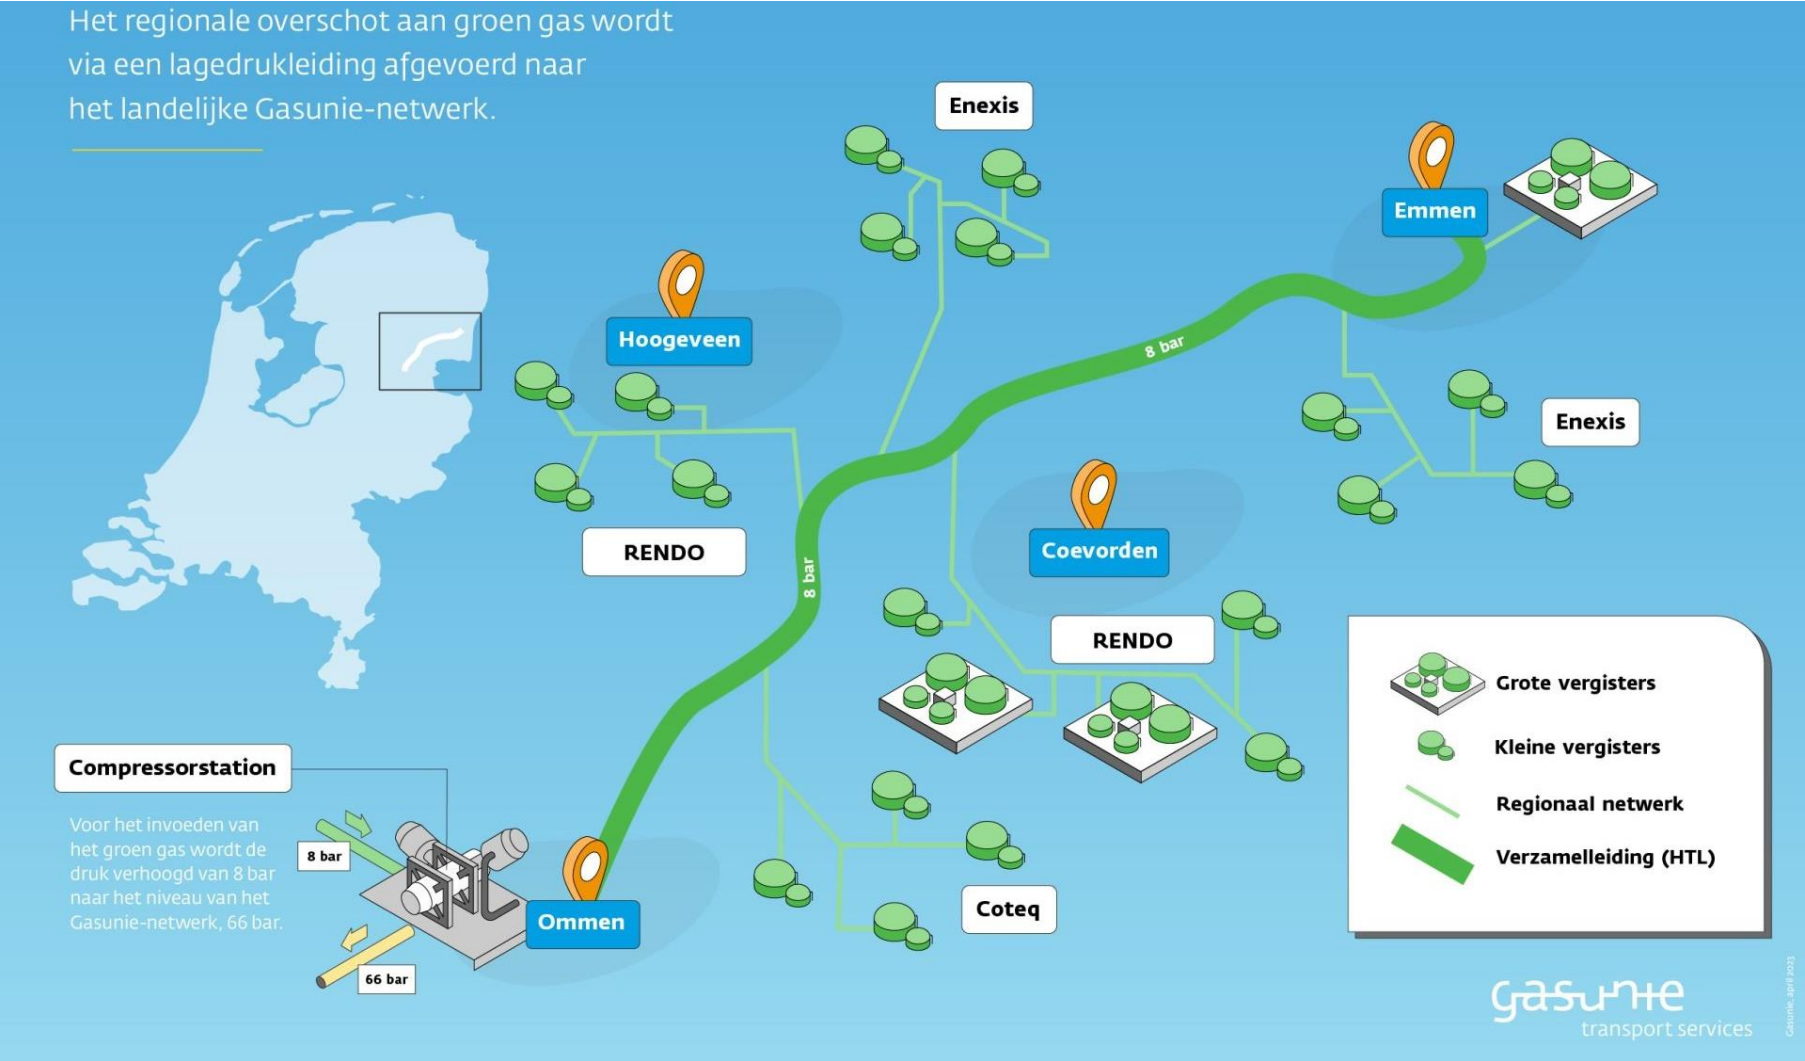 Het regionale overschot aan groen gas wordt
via een lagedrukleiding afgevoerd naar
het landelijke Gasunie-netwerk.
Enexis
Emmen
Hoogeveen
8 bar
Enexis
RENDO
Coevorden
8 bar
RENDO
Grote vergisters
Kleine vergisters
Regionaal netwerk
Verzamelleiding (HTL)
Compressorstation
Voor het invoeden van
het groen gas wordt de
druk verhoogd van 8 bar
naar het niveau van het
Gasunie-netwerk, 66 bar.
8 bar
66 bar
Ommen
Coteq
gasunie
transport services
Gasunie, april 2023